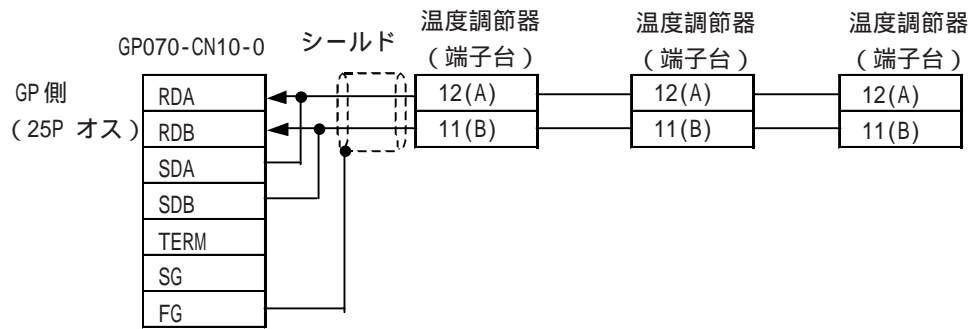 温度調節器
(端子台)
温度調節器
(端子台)
温度調節器
(端子台)
GP070-CN10-0
シールド
GP側
(25P オス)
RDA
RDB
SDA
SDB
TERM
SG
FG
12(A)
11(B)
12(A)
11(B)
12(A)
11(B)